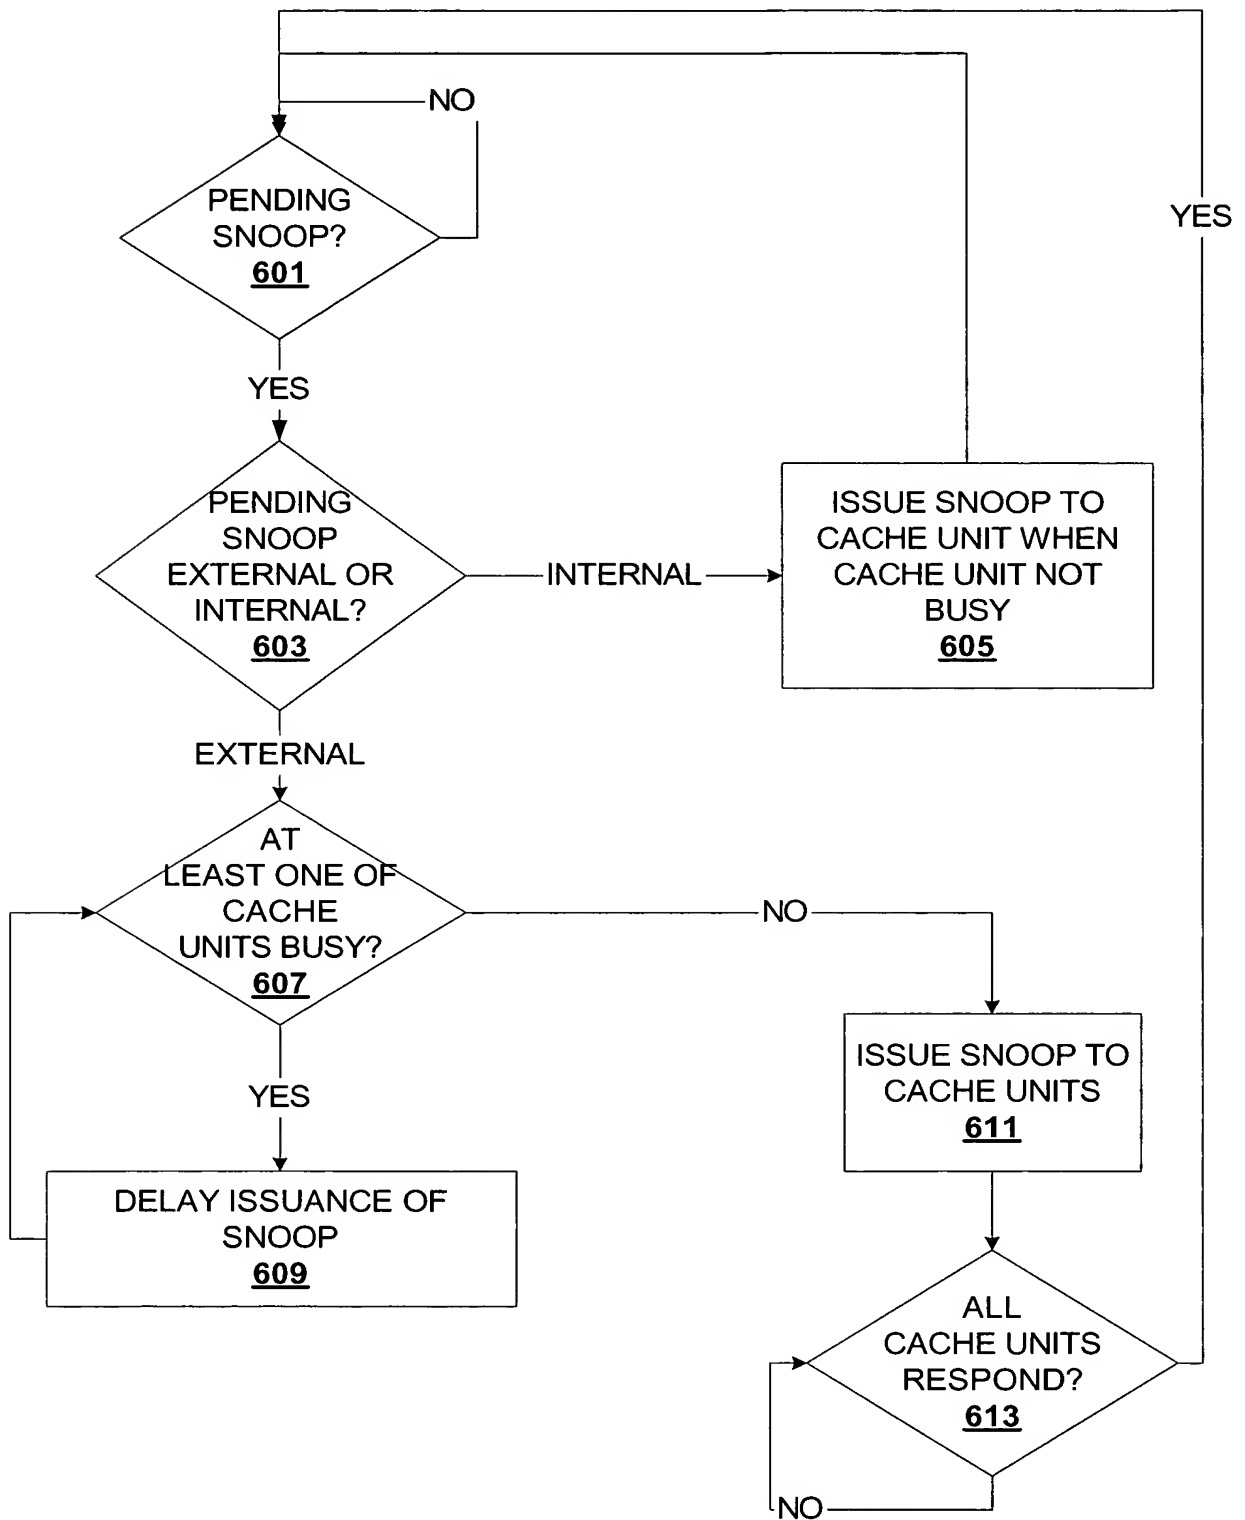 NO
PENDING
SNOOP?
601
YES
YES
PENDING
SNOOP
EXTERNAL OR
INTERNAL?
603
INTERNAL
ISSUE SNOOP TO
CACHE UNIT WHEN
CACHE UNIT NOT
BUSY
605
EXTERNAL
AT
LEAST ONE OF
CACHE
UNITS BUSY?
607
NO
YES
ISSUE SNOOP TO
CACHE UNITS
611
DELAY ISSUANCE OF
SNOOP
609
ALL
CACHE UNITS
RESPOND?
613
NO